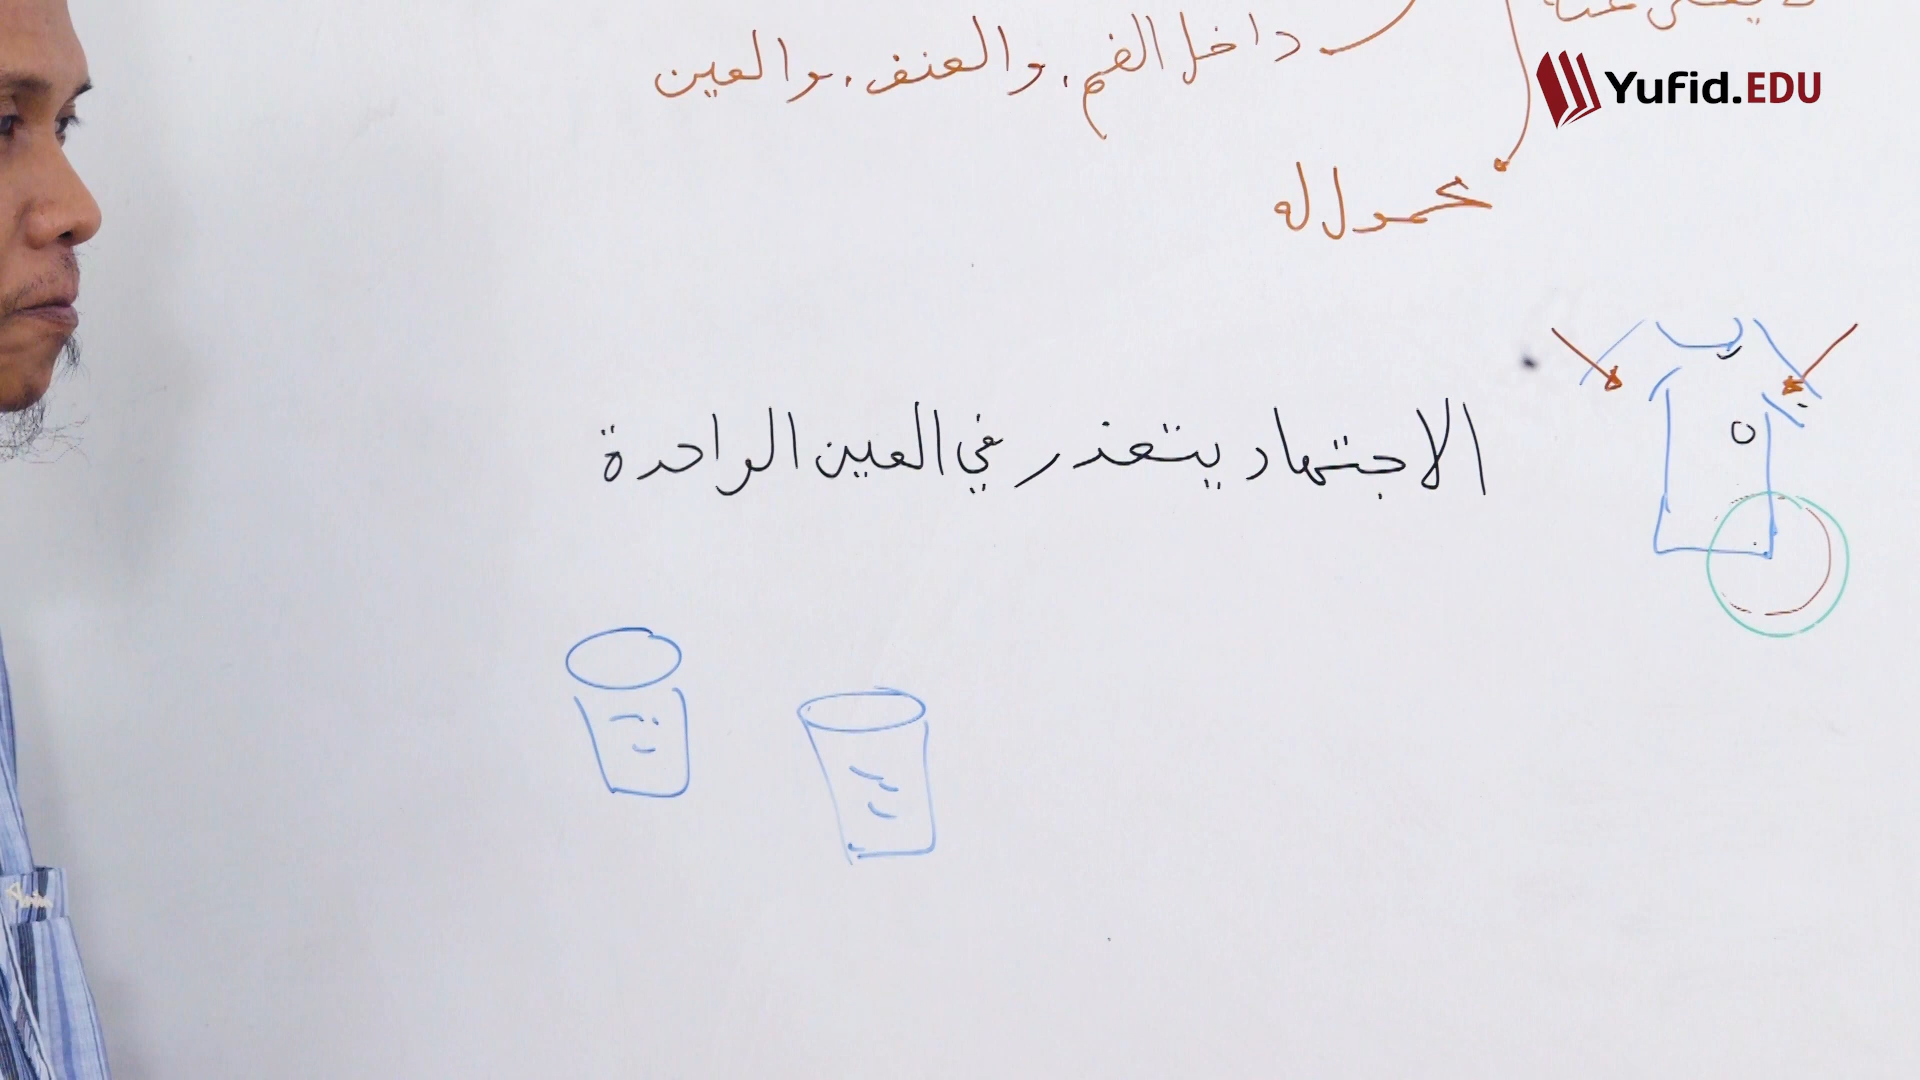 داخل الفم، والعنف، والعين
Yufid.EDU
محمول له
الاجتهاد يتعذر في العين الواحدة